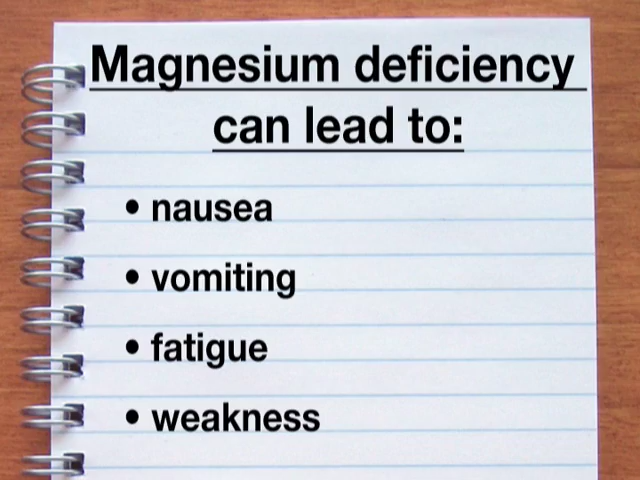 Magnesium deficiency
can lead to:
• nausea
• vomiting
• fatigue
• weakness